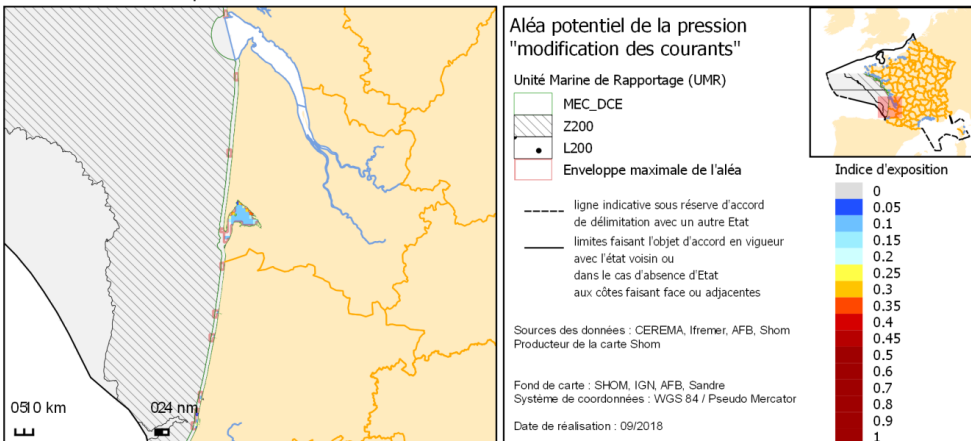 Aléa potentiel de la pression
"modification des courants"
Unité Marine de Rapportage (UMR)
MEC_DCE
Z200
L200
Enveloppe maximale de l'aléa
ligne indicative sous réserve d'accord
de délimitation avec un autre Etat
limites faisant l'objet d'accord en vigueur
avec l'état voisin ou
dans le cas d'absence d'Etat
aux côtes faisant face ou adjacentes
Sources des données : CEREMA, Ifremer, AFB, Shom
Producteur de la carte Shom
Fond de carte : SHOM, IGN, AFB, Sandre
Système de coordonnées : WGS 84 / Pseudo Mercator
Date de réalisation : 09/2018
Indice d'exposition
0
0.05
0.1
0.15
0.2
0.25
0.3
0.35
0.4
0.45
0.5
0.6
0.7
0.8
0.9
1
0510 km
024 nm